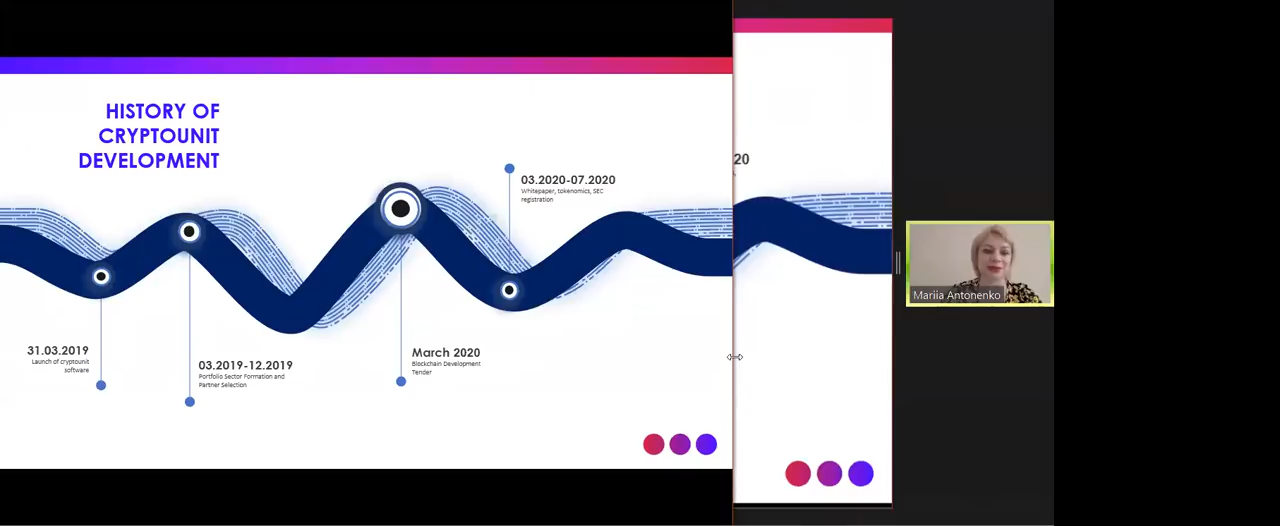 HISTORY OF
CRYPTOUNIT
DEVELOPMENT
03.2020-07.2020
Whitepaper, tokenomics, SEC
registration
20
31.03.2019
Launch of cryptounit
software
03.2019-12.2019
Portfolio Sector Formation and
Partner Selection
March 2020
Blockchain Development
Tender
Mariia Antonenko